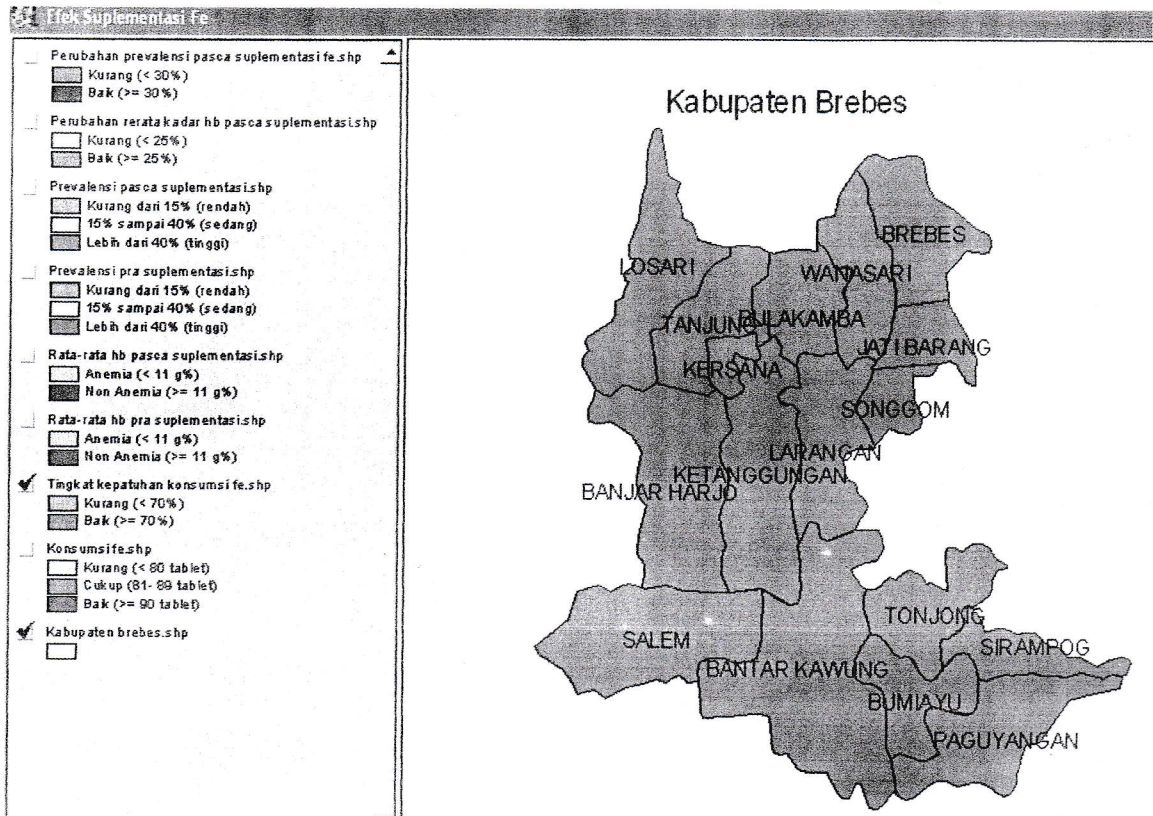 Efek Suplementasi Fe
Perubahan prevalensi pasca suplementasi fe.shp
Kurang (< 30%)
Baik (>= 30%)
Perubahan rerata kadar hb pasca suplementasi.shp
Kurang (< 25%)
Baik (>= 25%)
Prevalensi pasca suplementasi.shp
Kurang dari 15% (rendah)
15% sampai 40% (sedang)
Lebih dari 40% (tinggi)
Prevalensi pra suplementasi.shp
Kurang dari 15% (rendah)
15% sampai 40% (sedang)
Lebih dari 40% (tinggi)
Rata-rata hb pasca suplementasi.shp
Anemia (< 11 g%)
Non Anemia (>= 11 g%)
Rata-rata hb pra suplementasi.shp
Anemia (< 11 g%)
Non Anemia (>= 11 g%)
Tingkat kepatuhan konsumsi fe.shp
Kurang (< 70%)
Baik (>= 70%)
Konsumsi fe.shp
Kurang (< 80 tablet)
Cukup (81- 89 tablet)
Baik (>= 90 tablet)
Kabupaten brebes.shp
Kabupaten Brebes
BREBES
LOSARI
WANASARI
TANJUNG
BULAKAMBA
JATI BARANG
KERSANA
SONGGOM
LARANGAN
KETANGGUNGAN
BANJAR HARJO
TONJONG
SALEM
SIRAMPOG
BANTAR KAWUNG
BUMIAYU
PAGUYANGAN